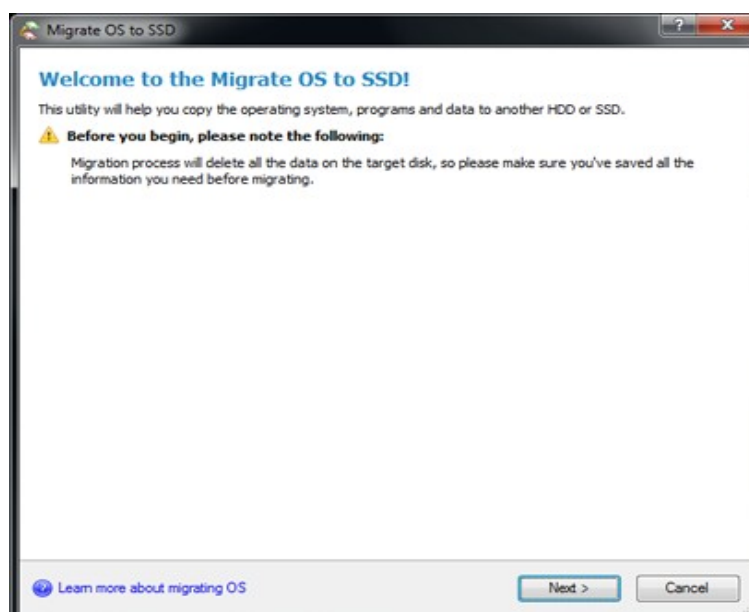 Migrate OS to SSD
Welcome to the Migrate OS to SSD!
This utility will help you copy the operating system, programs and data to another HDD or SSD.
Before you begin, please note the following:
Migration process will delete all the data on the target disk, so please make sure you've saved all the
information you need before migrating.
Learn more about migrating OS
Next >
Cancel